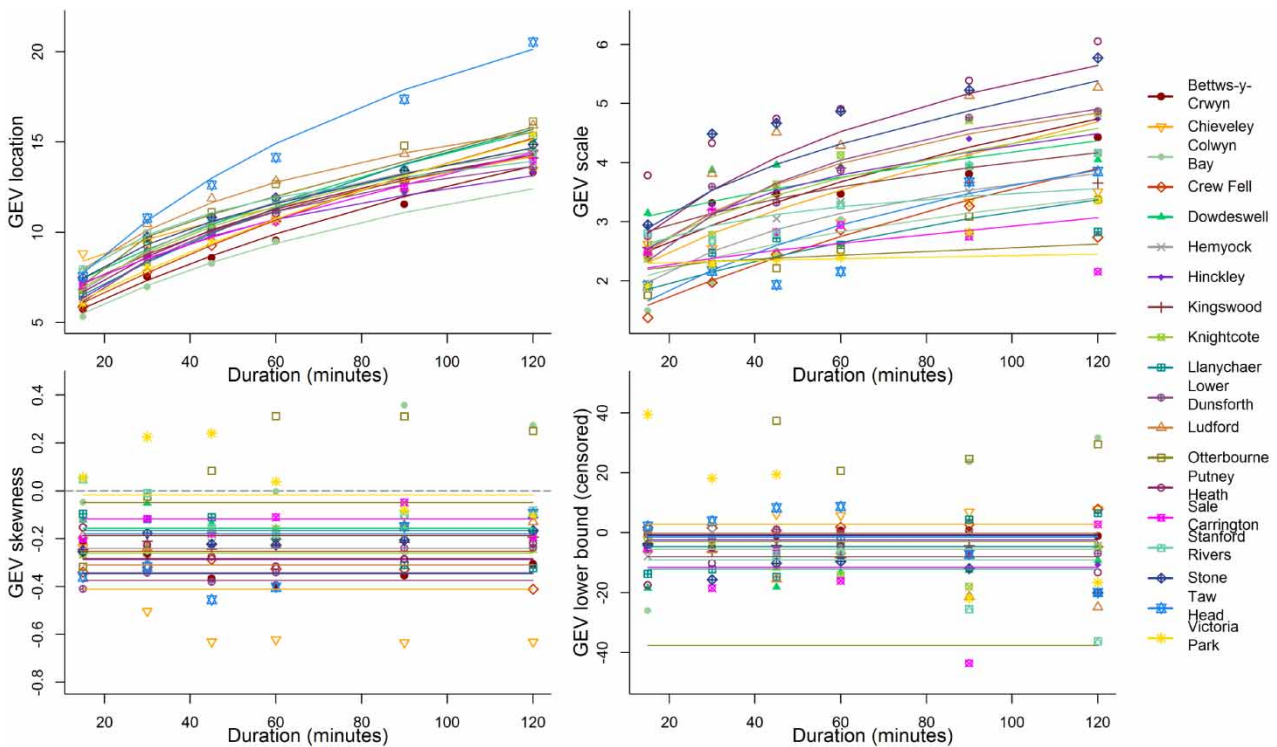 GEV location
20
15
10
5
20 40 60 80 100 120
Duration (minutes)
GEV scale
6
5
4
3
2
20 40 60 80 100 120
Duration (minutes)
GEV skewness
0.4
0.2
0.0
-0.2
-0.4
-0.6
-0.8
20 40 60 80 100 120
Duration (minutes)
GEV lower bound (censored)
40
20
0
-20
-40
20 40 60 80 100 120
Duration (minutes)
Bettws-y-
Crwyn
Chieveley
Colwyn
Bay
Crew Fell
Dowdeswell
Hemyock
Hinckley
Kingswood
Knightcote
Llanychaer
Lower
Dunsforth
Ludford
Otterbourne
Putney
Heath
Sale
Carrington
Stanford
Rivers
Stone
Taw
Head
Victoria
Park